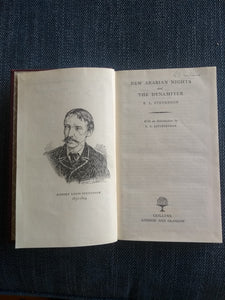 ROBERT LOUIS STEVENSON
1850-1894
NEW ARABIAN NIGHTS
and
THE DYNAMITER
R. L. STEVENSON
With an Introduction by
COLLINS
LONDON AND GLASGOW